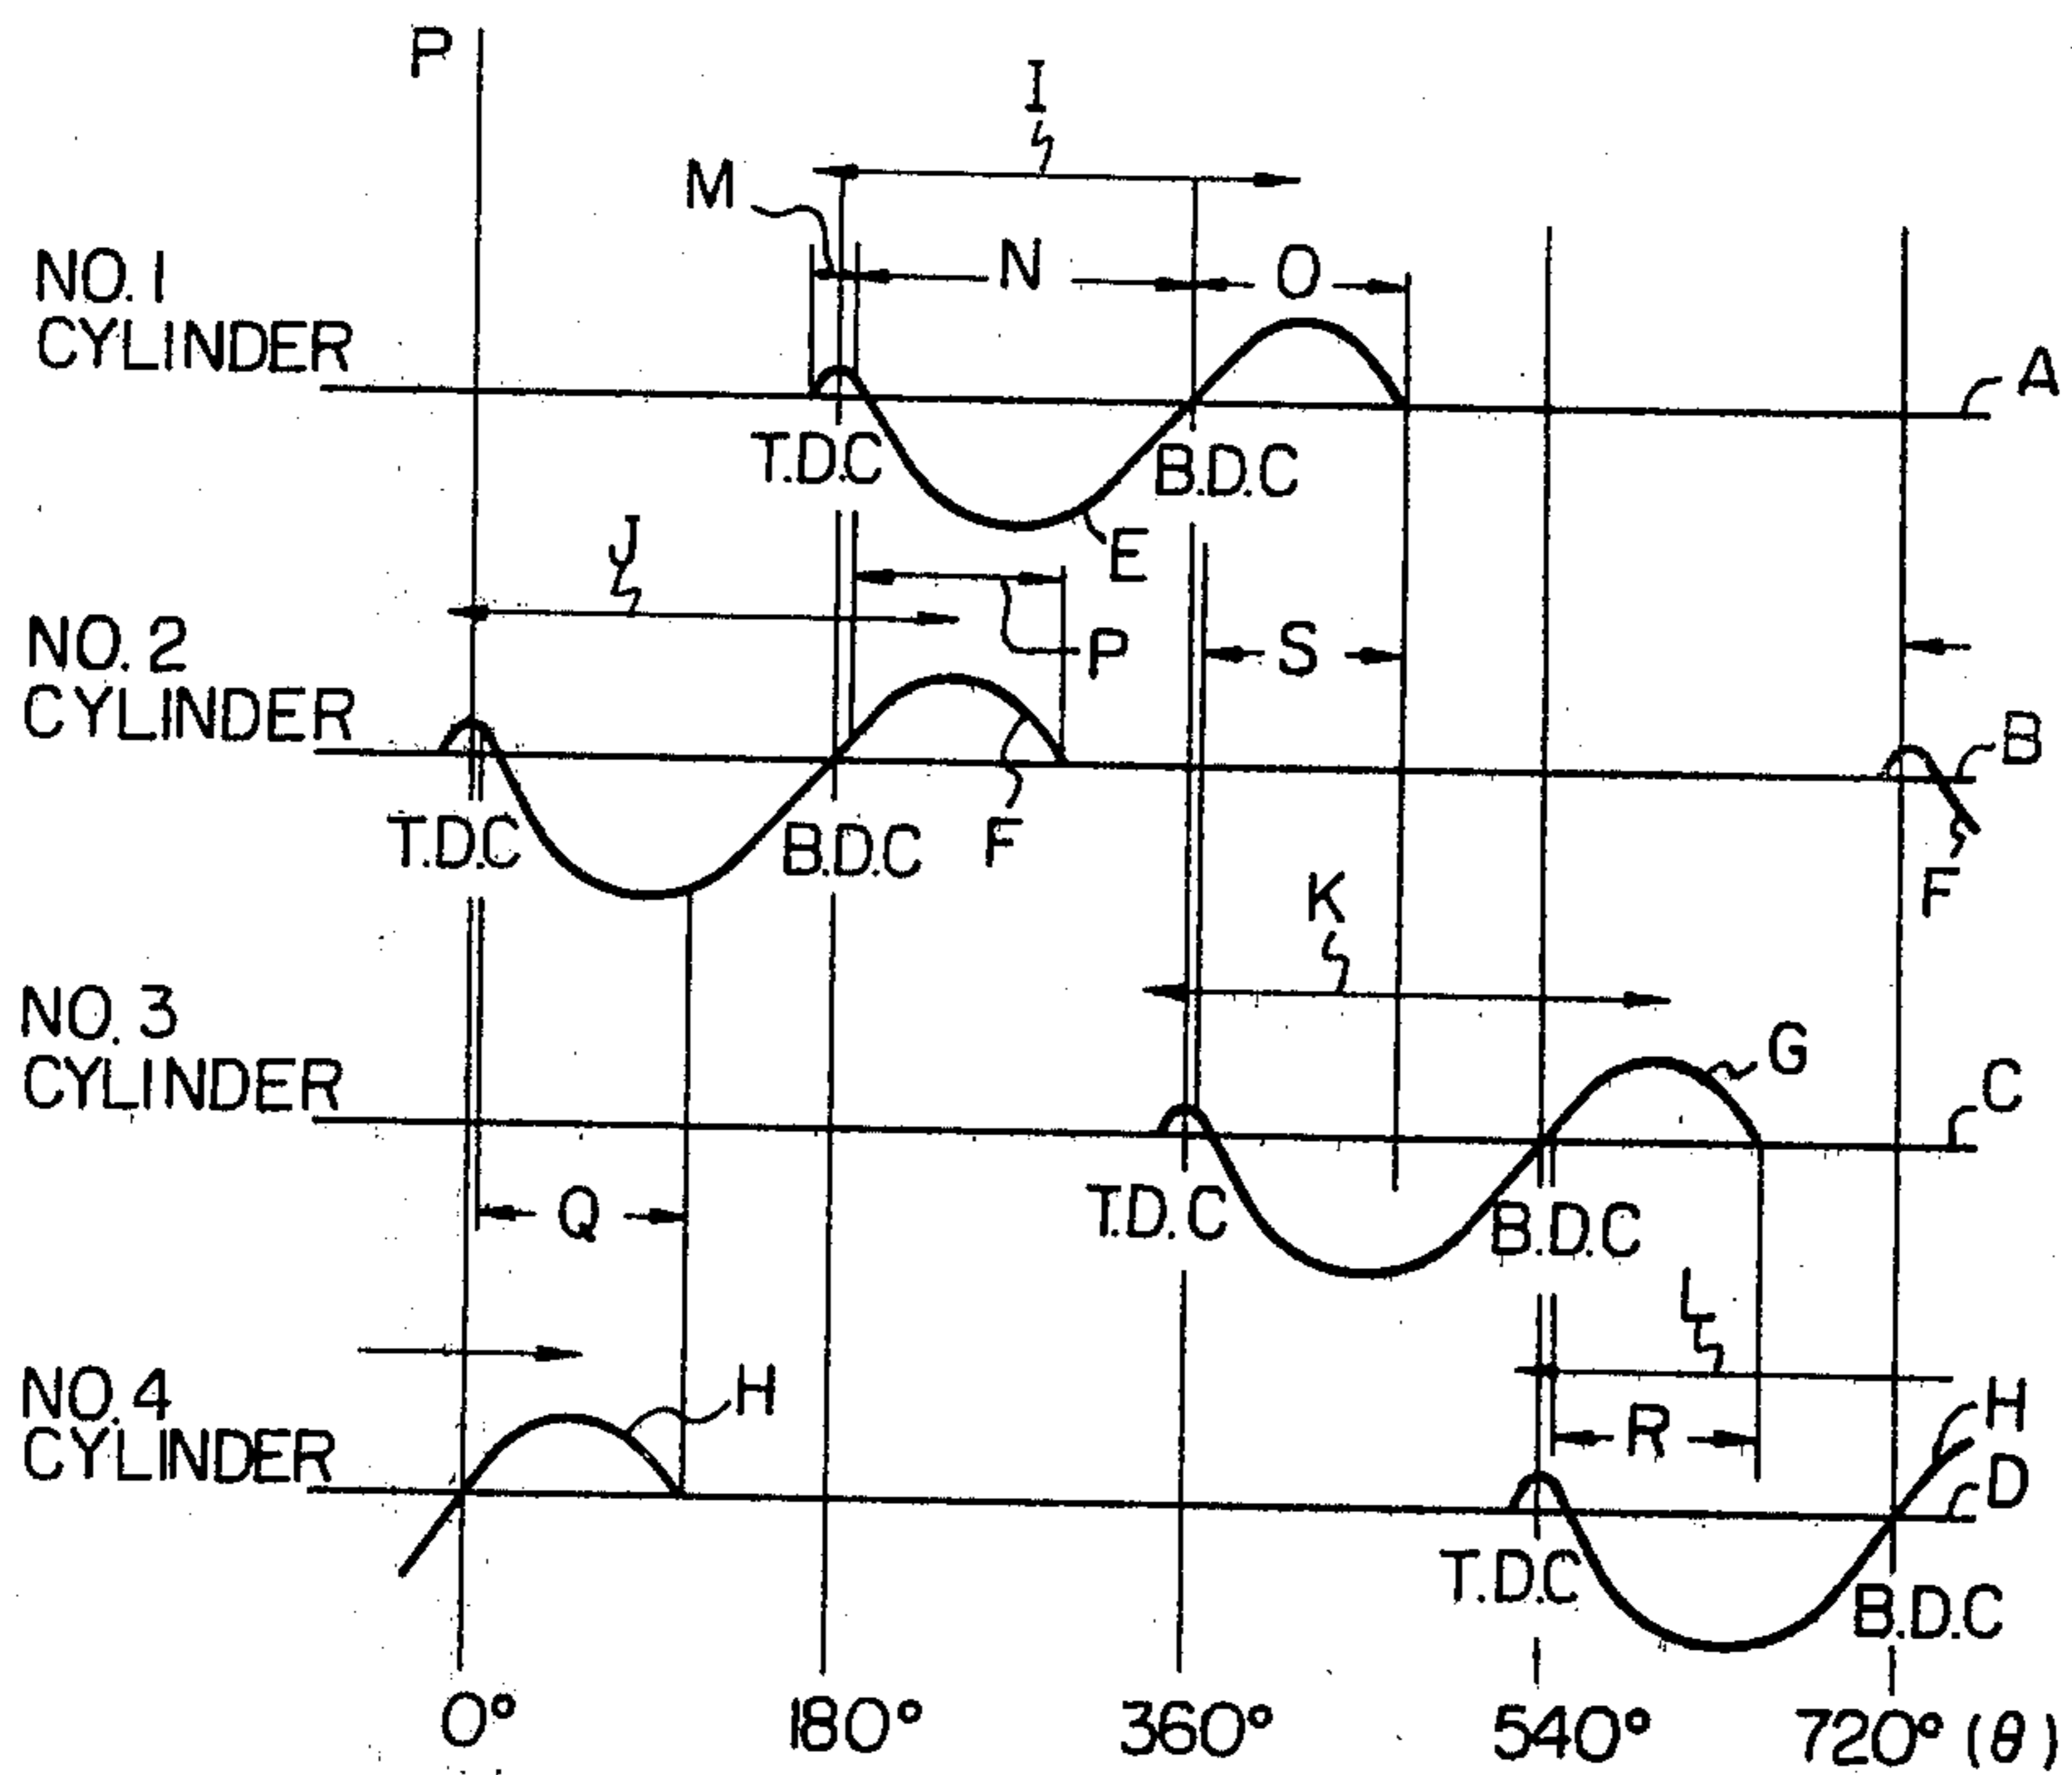 P
I
M
N
O
NO. 1
CYLINDER
A
T.D.C
B.D.C
E
J
P
S
NO. 2
CYLINDER
B
T.D.C
B.D.C
F
F
K
NO. 3
CYLINDER
G
C
Q
T.D.C
B.D.C
L
NO. 4
CYLINDER
H
R
H
D
T.D.C
B.D.C
0° 180° 360° 540° 720° (θ)